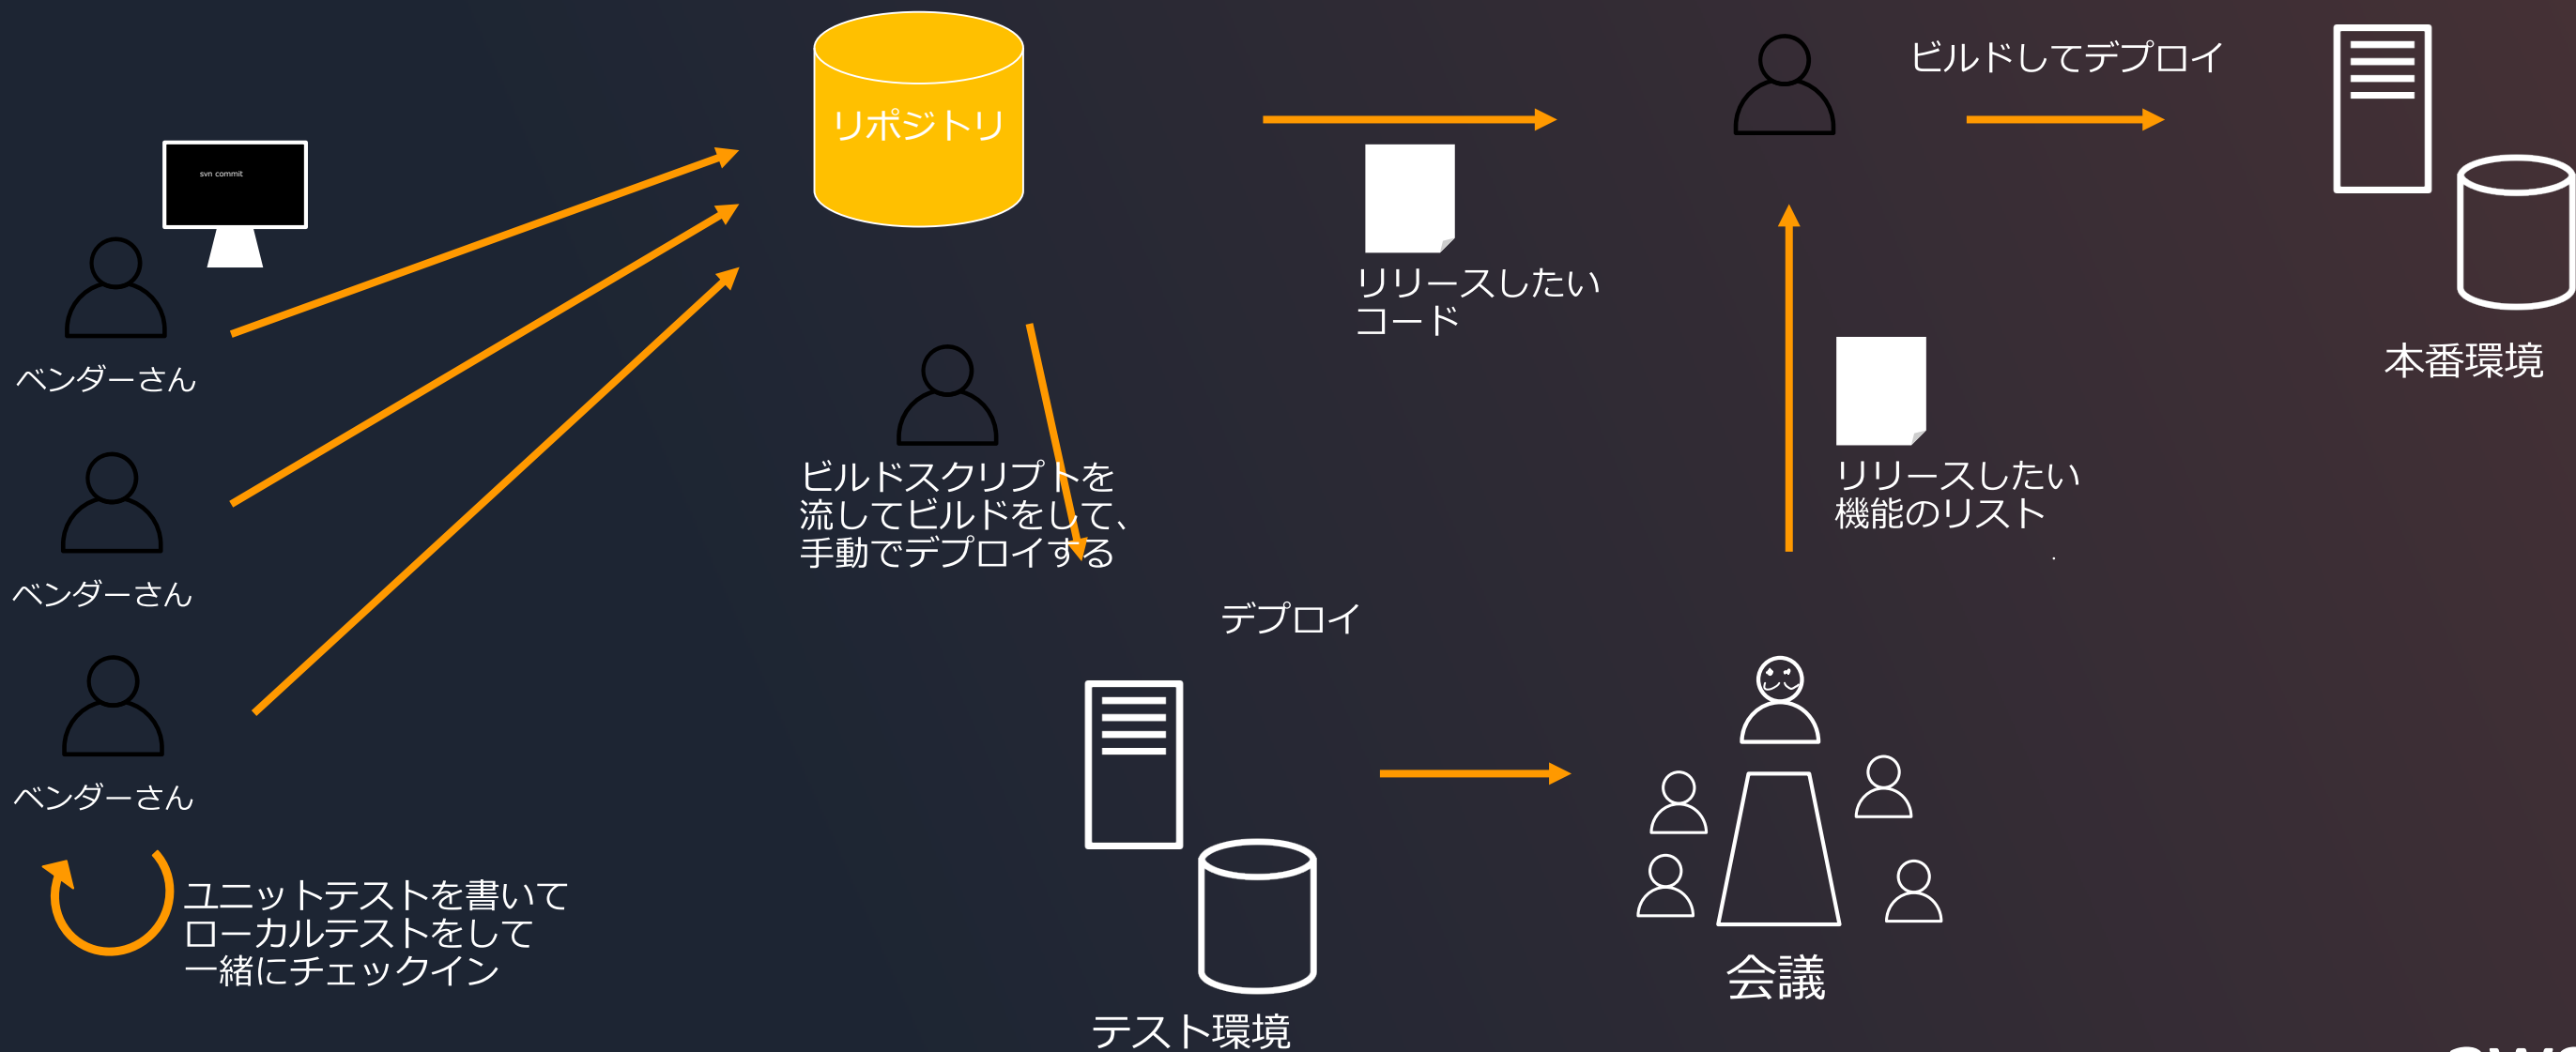 svn commit
ベンダーさん
ベンダーさん
ベンダーさん
ユニットテストを書いて
ローカルテストをして
一緒にチェックイン
リポジトリ
ビルドスクリプトを
流してビルドをして、
手動でデプロイする
デプロイ
テスト環境
リリースしたい
コード
ビルドしてデプロイ
リリースしたい
機能のリスト
会議
本番環境